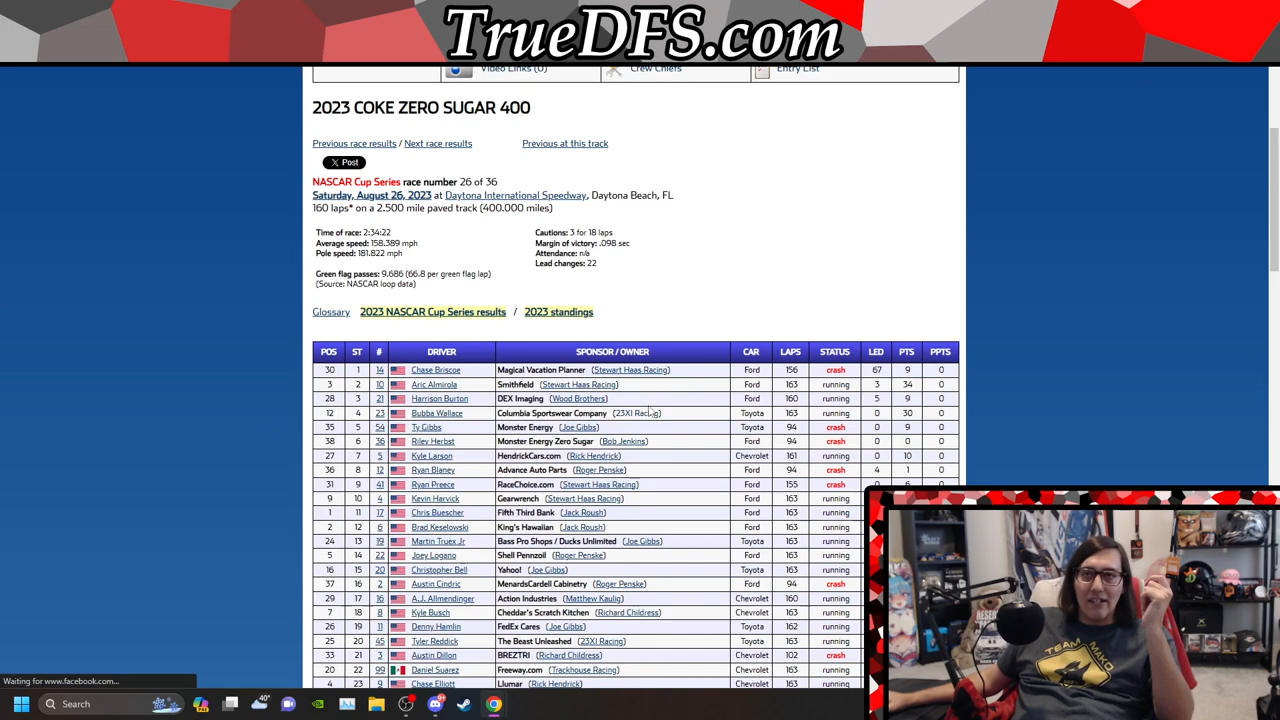 TrueDFS.com
Video Links (0) Crew Chiefs Entry List
2023 COKE ZERO SUGAR 400
Previous race results / Next race results Previous at this track
X Post
NASCAR Cup Series race number 26 of 36
Saturday, August 26, 2023 at Daytona International Speedway, Daytona Beach, FL
160 laps* on a 2.500 mile paved track (400.000 miles)
Time of race: 2:34:22 Cautions: 3 for 18 laps
Average speed: 158.389 mph Margin of victory: .098 sec
Pole speed: 181.822 mph Attendance: n/a
Lead changes: 22
Green flag passes: 9,686 (66.8 per green flag lap)
(Source: NASCAR loop data)
Glossary 2023 NASCAR Cup Series results / 2023 standings
POS ST # DRIVER SPONSOR / OWNER CAR LAPS STATUS LED PTS PPTS
30 1 14 Chase Briscoe Magical Vacation Planner (Stewart Haas Racing) Ford 156 crash 67 9 0
3 2 10 Aric Almirola Smithfield (Stewart Haas Racing) Ford 163 running 3 34 0
28 3 21 Harrison Burton DEX Imaging (Wood Brothers) Ford 160 running 5 9 0
12 4 23 Bubba Wallace Columbia Sportswear Company (23XI Racing) Toyota 163 running 0 30 0
35 5 54 Ty Gibbs Monster Energy (Joe Gibbs) Toyota 94 crash 0 9 0
38 6 36 Riley Herbst Monster Energy Zero Sugar (Bob Jenkins) Ford 94 crash 0 0 0
27 7 5 Kyle Larson HendrickCars.com (Rick Hendrick) Chevrolet 161 running 0 10 0
36 8 12 Ryan Blaney Advance Auto Parts (Roger Penske) Ford 94 crash 4 1 0
31 9 41 Ryan Preece RaceChoice.com (Stewart Haas Racing) Ford 155 crash 0 6 0
9 10 4 Kevin Harvick Gearwrench (Stewart Haas Racing) Ford 163 running
1 11 17 Chris Buescher Fifth Third Bank (Jack Roush) Ford 163 running
2 12 6 Brad Keselowski King's Hawaiian (Jack Roush) Ford 163 running
24 13 19 Martin Truex Jr Bass Pro Shops / Ducks Unlimited (Joe Gibbs) Toyota 163 running
5 14 22 Joey Logano Shell Pennzoil (Roger Penske) Ford 163 running
16 15 20 Christopher Bell Yahoo! (Joe Gibbs) Toyota 163 running
37 16 2 Austin Cindric MenardsCardell Cabinetry (Roger Penske) Ford 94 crash
29 17 16 A.J. Allmendinger Action Industries (Matthew Kaulig) Chevrolet 160 running
7 18 8 Kyle Busch Cheddar's Scratch Kitchen (Richard Childress) Chevrolet 163 running
26 19 11 Denny Hamlin FedEx Cares (Joe Gibbs) Toyota 162 running
25 20 45 Tyler Reddick The Beast Unleashed (23XI Racing) Toyota 163 running
33 21 3 Austin Dillon BREZTRI (Richard Childress) Chevrolet 102 crash
20 22 99 Daniel Suarez Freeway.com (Trackhouse Racing) Chevrolet 163 running
4 23 9 Chase Elliott Llumar (Rick Hendrick) Chevrolet 163 running
Waiting for www.facebook.com...
Search 40°
TEAM